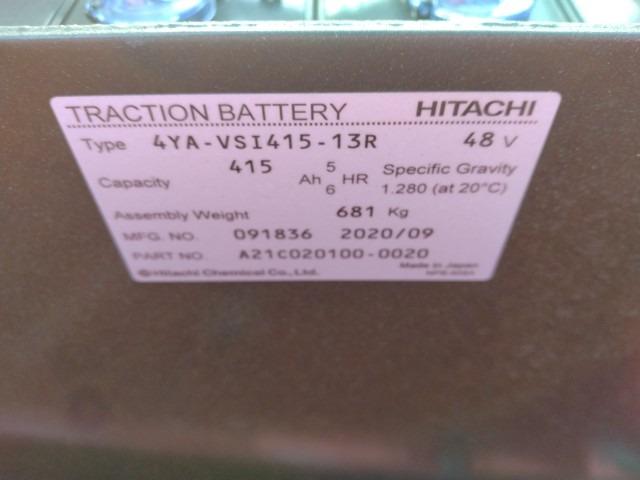 TRACTION BATTERY HITACHI
Type 4YA-VSI415-13R 48 V
Capacity 415 Ah 5 6 HR Specific Gravity 1.280 (at 20°C)
Assembly Weight 681 Kg
MFG. NO. 091836 2020/09
PART NO. A21C020100-0020 Made in Japan
©Hitachi Chemical Co., Ltd.